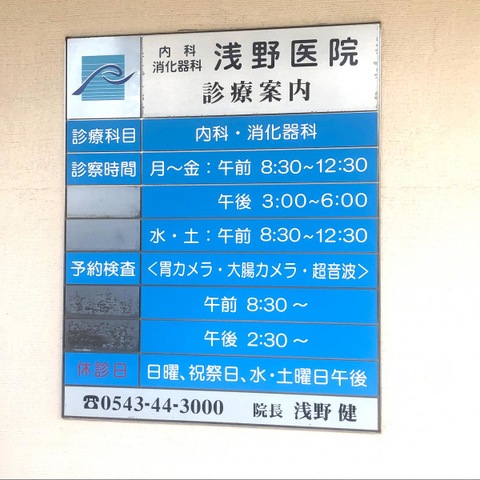 内科
消化器科 浅野医院
診療案内
診療科目 内科・消化器科
診察時間 月〜金：午前 8:30〜12:30
午後 3:00〜6:00
水・土：午前 8:30〜12:30
予約検査 <胃カメラ・大腸カメラ・超音波>
午前 8:30〜
午後 2:30〜
休診日 日曜、祝祭日、水・土曜日午後
☎0543-44-3000 院長 浅野 健